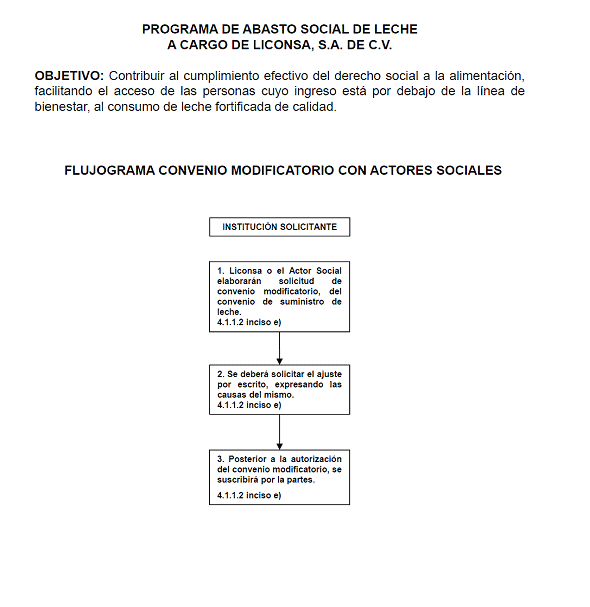 PROGRAMA DE ABASTO SOCIAL DE LECHE
A CARGO DE LICONSA, S.A. DE C.V.
OBJETIVO: Contribuir al cumplimiento efectivo del derecho social a la alimentación,
facilitando el acceso de las personas cuyo ingreso está por debajo de la línea de
bienestar, al consumo de leche fortificada de calidad.
FLUJOGRAMA CONVENIO MODIFICATORIO CON ACTORES SOCIALES
INSTITUCIÓN SOLICITANTE
1. Liconsa o el Actor Social
elaborarán solicitud de
convenio modificatorio, del
convenio de suministro de
leche.
4.1.1.2 inciso e)
2. Se deberá solicitar el ajuste
por escrito, expresando las
causas del mismo.
4.1.1.2 inciso e)
3. Posterior a la autorización
del convenio modificatorio, se
suscribirá por la partes.
4.1.1.2 inciso e)